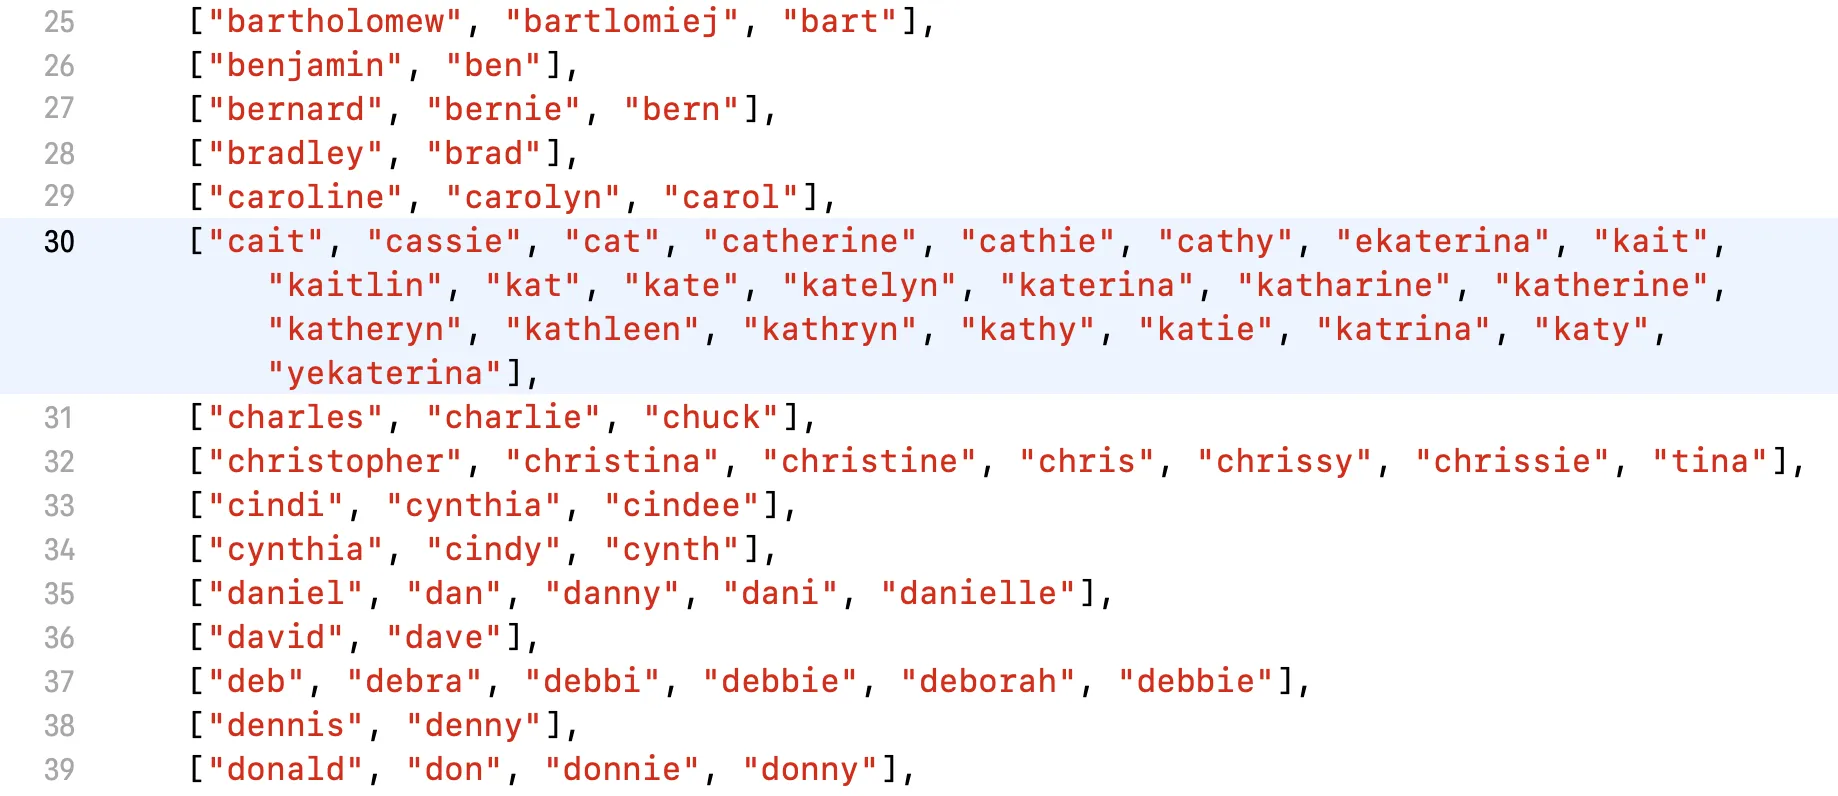 25 ["bartholomew", "bartlomiej", "bart"],
26 ["benjamin", "ben"],
27 ["bernard", "bernie", "bern"],
28 ["bradley", "brad"],
29 ["caroline", "carolyn", "carol"],
30 ["cait", "cassie", "cat", "catherine", "cathie", "cathy", "ekaterina", "kait",
"kaitlin", "kat", "kate", "katelyn", "katerina", "katharine", "katherine",
"katheryn", "kathleen", "kathryn", "kathy", "katie", "katrina", "katy",
"yekaterina"],
31 ["charles", "charlie", "chuck"],
32 ["christopher", "christina", "christine", "chris", "chrissy", "chrissie", "tina"],
33 ["cindi", "cynthia", "cindee"],
34 ["cynthia", "cindy", "cynth"],
35 ["daniel", "dan", "danny", "dani", "danielle"],
36 ["david", "dave"],
37 ["deb", "debra", "debbi", "debbie", "deborah", "debbie"],
38 ["dennis", "denny"],
39 ["donald", "don", "donnie", "donny"],